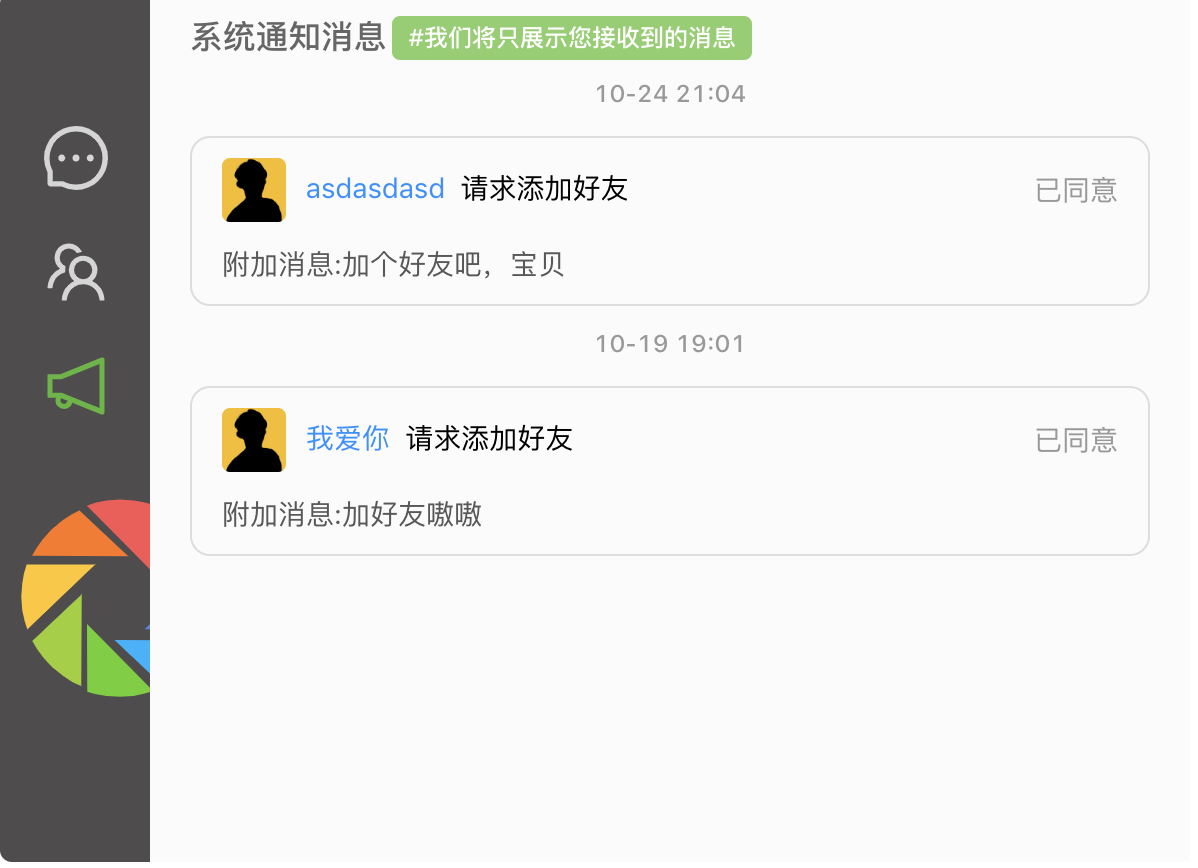 系统通知消息 #我们将只展示您接收到的消息
10-24 21:04
asdasdasd 请求添加好友 已同意
附加消息:加个好友吧，宝贝
10-19 19:01
我爱你 请求添加好友 已同意
附加消息:加好友嗷嗷